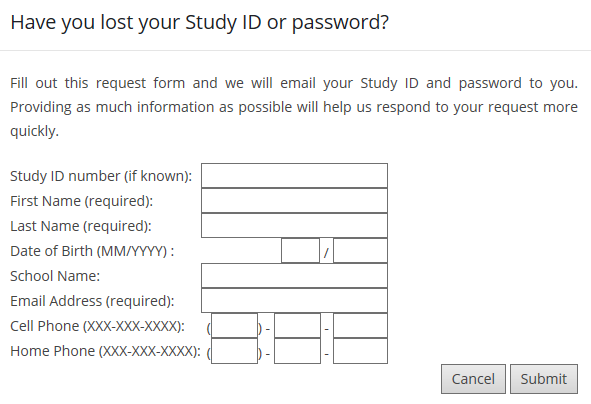 Have you lost your Study ID or password?
Fill out this request form and we will email your Study ID and password to you.
Providing as much information as possible will help us respond to your request more
quickly.
Study ID number (if known):
First Name (required):
Last Name (required):
Date of Birth (MM/YYYY) : /
School Name:
Email Address (required):
Cell Phone (XXX-XXX-XXXX): ( ) - -
Home Phone (XXX-XXX-XXXX): ( ) - -
Cancel Submit